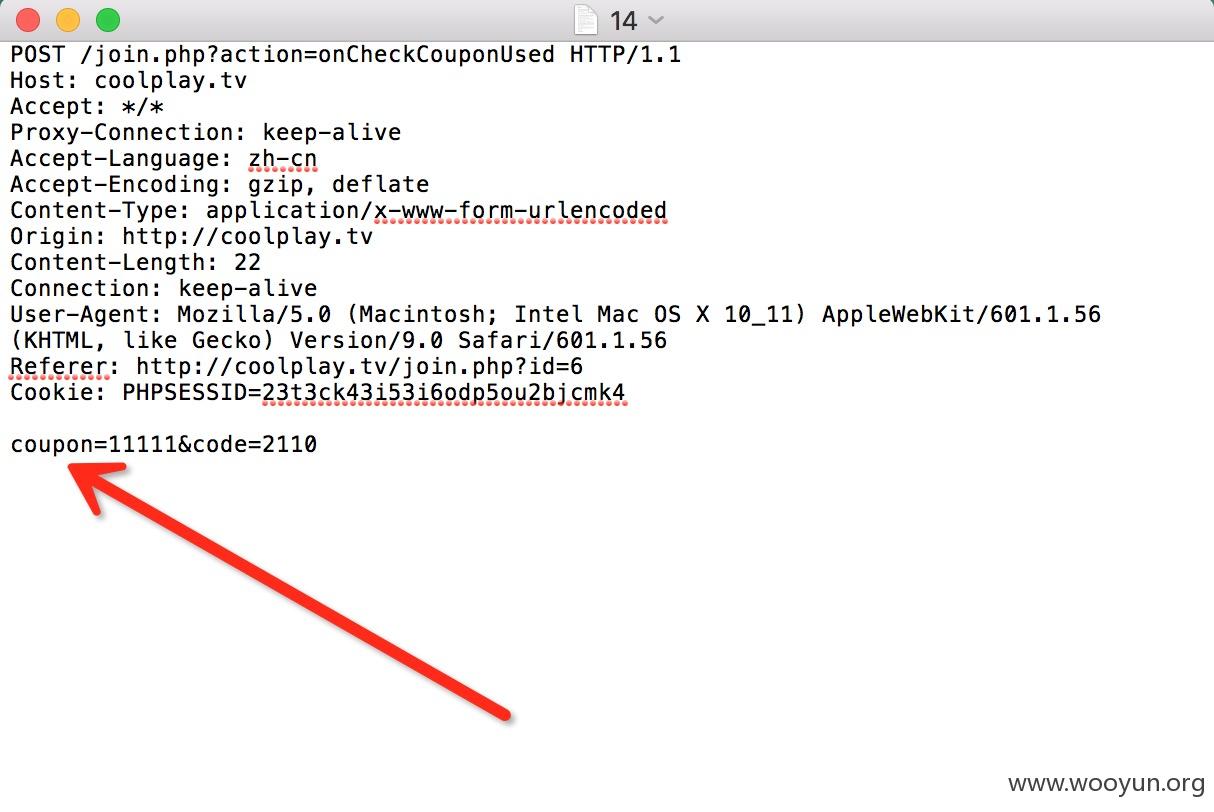 14
POST /join.php?action=onCheckCouponUsed HTTP/1.1
Host: coolplay.tv
Accept: */*
Proxy-Connection: keep-alive
Accept-Language: zh-cn
Accept-Encoding: gzip, deflate
Content-Type: application/x-www-form-urlencoded
Origin: http://coolplay.tv
Content-Length: 22
Connection: keep-alive
User-Agent: Mozilla/5.0 (Macintosh; Intel Mac OS X 10_11) AppleWebKit/601.1.56
(KHTML, like Gecko) Version/9.0 Safari/601.1.56
Referer: http://coolplay.tv/join.php?id=6
Cookie: PHPSESSID=23t3ck43i53i6odp5ou2bjcmk4
coupon=11111&code=2110
www.wooyun.org